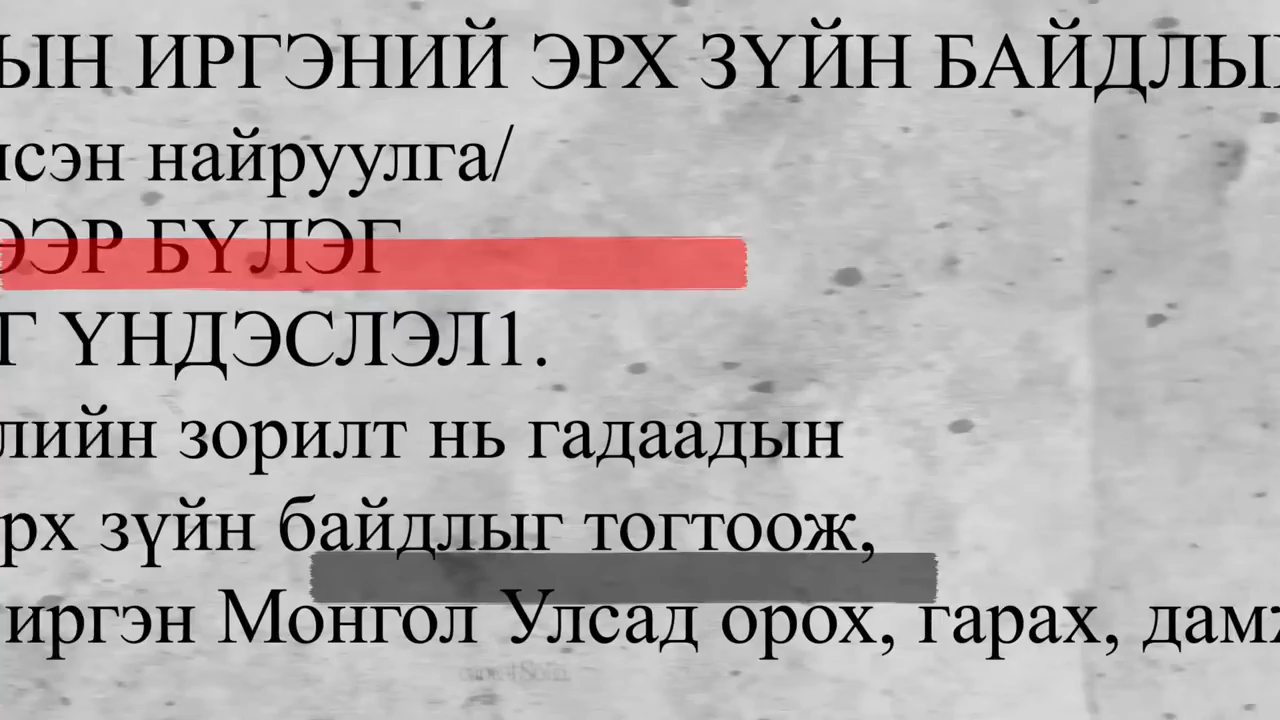 ЫН ИРГЭНИЙ ЭРХ ЗҮЙН БАЙДЛЫ
лсэн найруулга/
ЭЭР БҮЛЭГ
Г ҮНДЭСЛЭЛ1.
лийн зорилт нь гадаадын
рх зүйн байдлыг тогтоож,
иргэн Монгол Улсад орох, гарах, дам